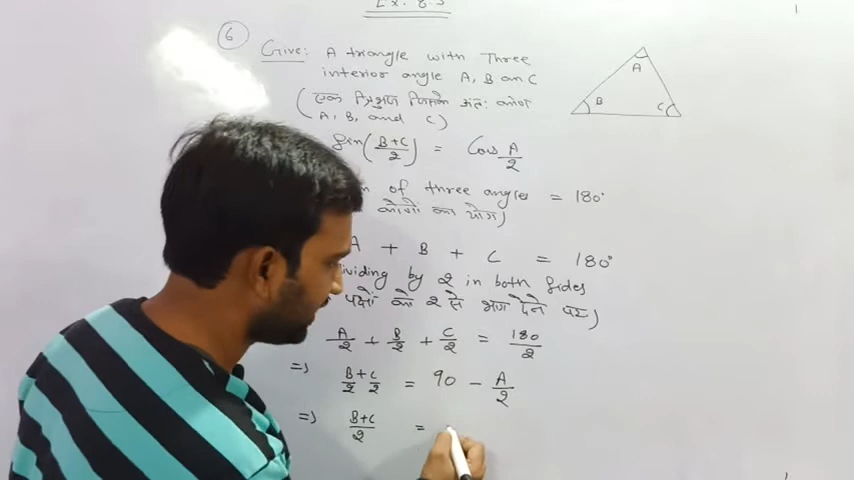 Ex. 8.3
6
Give: A triangle with Three
interior angle A, B an C
(एक त्रिभुज जिसके अंतः कोण
A, B, and C)
A
B
C
Sin(B+C/2) = Cos A/2
of three angles = 180°
कोणों का योग)
A + B + C = 180°
ividing by 2 in both sides
पक्षों को 2 से भाग देने पर)
A/2 + B/2 + C/2 = 180/2
=> B/2 + C/2 = 90 - A/2
=> B+C/2 =